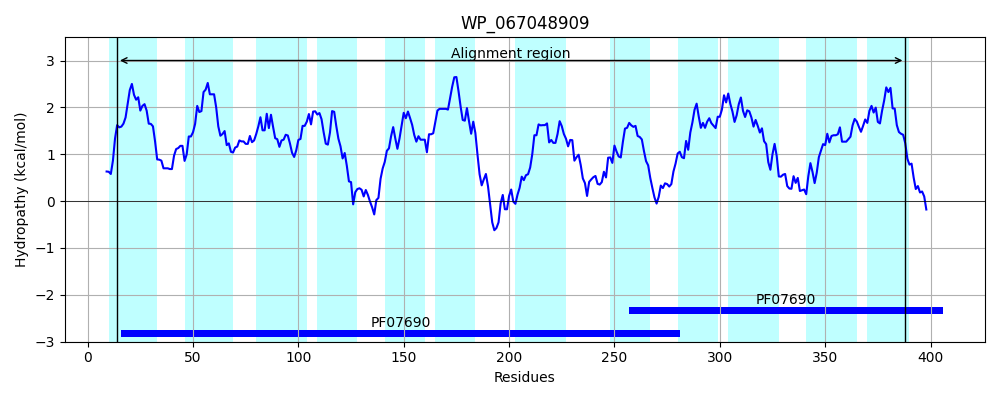 WP_067048909
Alignment region
3
2
1
0
−1
−2
−3
Hydropathy (kcal/mol)
PF07690
PF07690
0 50 100 150 200 250 300 350 400
Residues